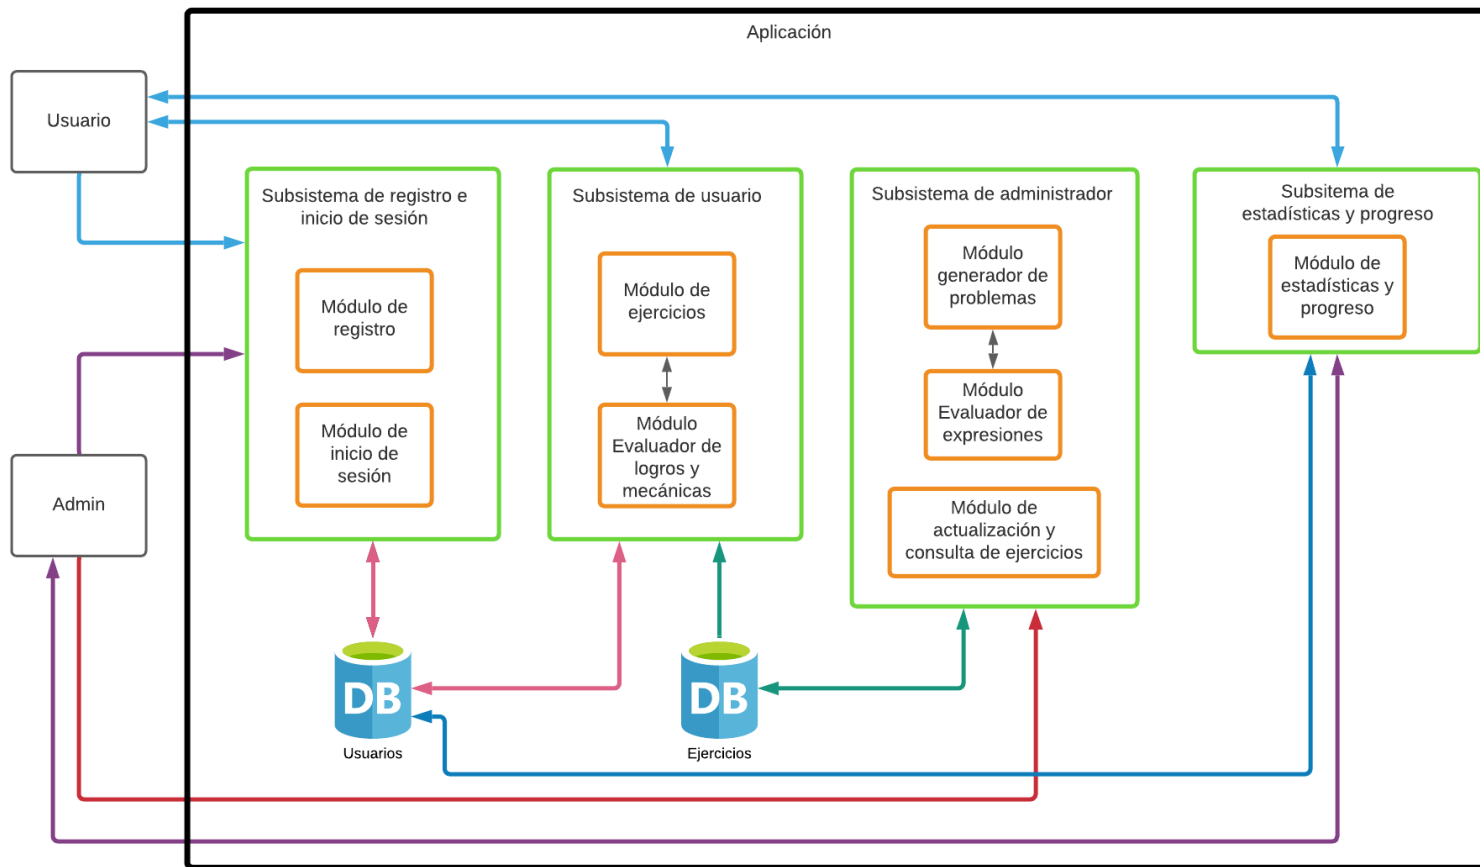 Aplicación
Usuario
Admin
Subsistema de registro e
inicio de sesión
Módulo de
registro
Módulo de
inicio de
sesión
Subsistema de usuario
Módulo de
ejercicios
Módulo
Evaluador de
logros y
mecánicas
Subsistema de administrador
Módulo
generador de
problemas
Módulo
Evaluador de
expresiones
Módulo de
actualización y
consulta de ejercicios
Subsitema de
estadísticas y progreso
Módulo de
estadísticas y
progreso
DB
Usuarios
DB
Ejercicios